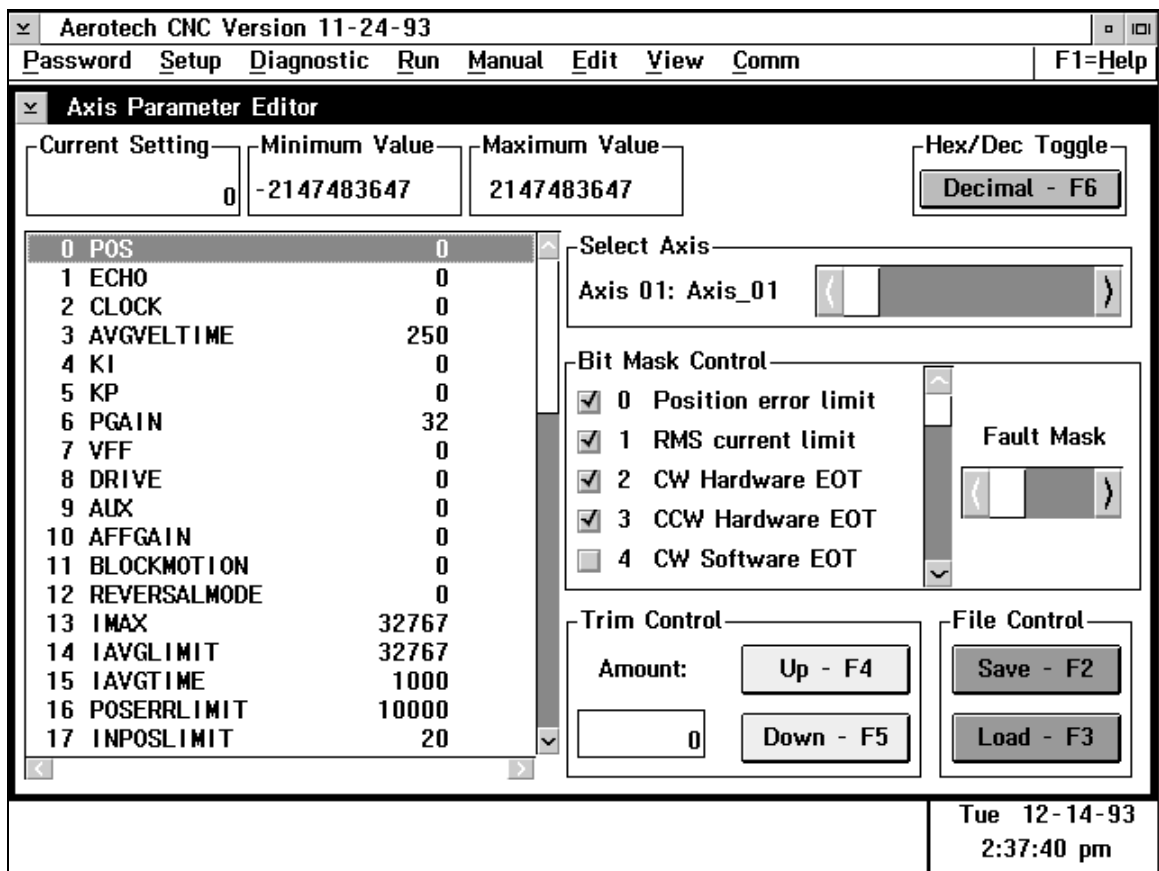 Aerotech CNC Version 11-24-93
Password Setup Diagnostic Run Manual Edit View Comm F1=Help
Axis Parameter Editor
Current Setting
0
Minimum Value
-2147483647
Maximum Value
2147483647
Hex/Dec Toggle
Decimal - F6
0 POS 0
1 ECHO 0
2 CLOCK 0
3 AVGVELTIME 250
4 KI 0
5 KP 0
6 PGAIN 32
7 VFF 0
8 DRIVE 0
9 AUX 0
10 AFFGAIN 0
11 BLOCKMOTION 0
12 REVERSALMODE 0
13 IMAX 32767
14 IAVGLIMIT 32767
15 IAVGTIME 1000
16 POSERRLIMIT 10000
17 INPOSLIMIT 20
Select Axis
Axis 01: Axis_01
Bit Mask Control
0 Position error limit
1 RMS current limit
2 CW Hardware EOT
3 CCW Hardware EOT
4 CW Software EOT
Fault Mask
Trim Control
Amount:
0
Up - F4
Down - F5
File Control
Save - F2
Load - F3
Tue 12-14-93
2:37:40 pm